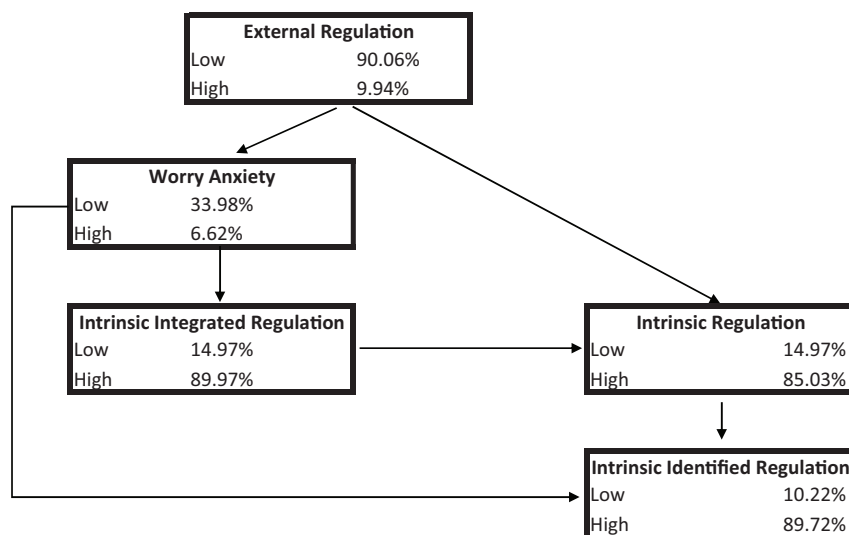 External Regulation
Low 90.06%
High 9.94%
Worry Anxiety
Low 33.98%
High 6.62%
Intrinsic Integrated Regulation
Low 14.97%
High 89.97%
Intrinsic Regulation
Low 14.97%
High 85.03%
Intrinsic Identified Regulation
Low 10.22%
High 89.72%